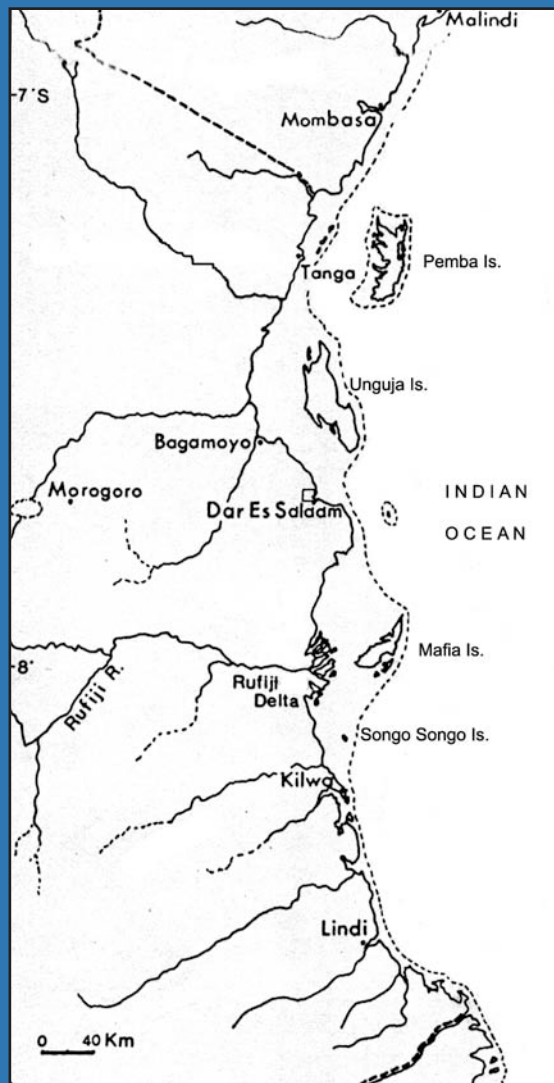 Malindi
7°S
Mombasa
Tanga
Pemba Is.
Unguja Is.
Bagamoyo
Morogoro
INDIAN
Dar Es Salaam
OCEAN
8°
Mafia Is.
Rufiji R.
Rufiji
Delta
Songo Songo Is.
Kilwa
Lindi
0 40 Km